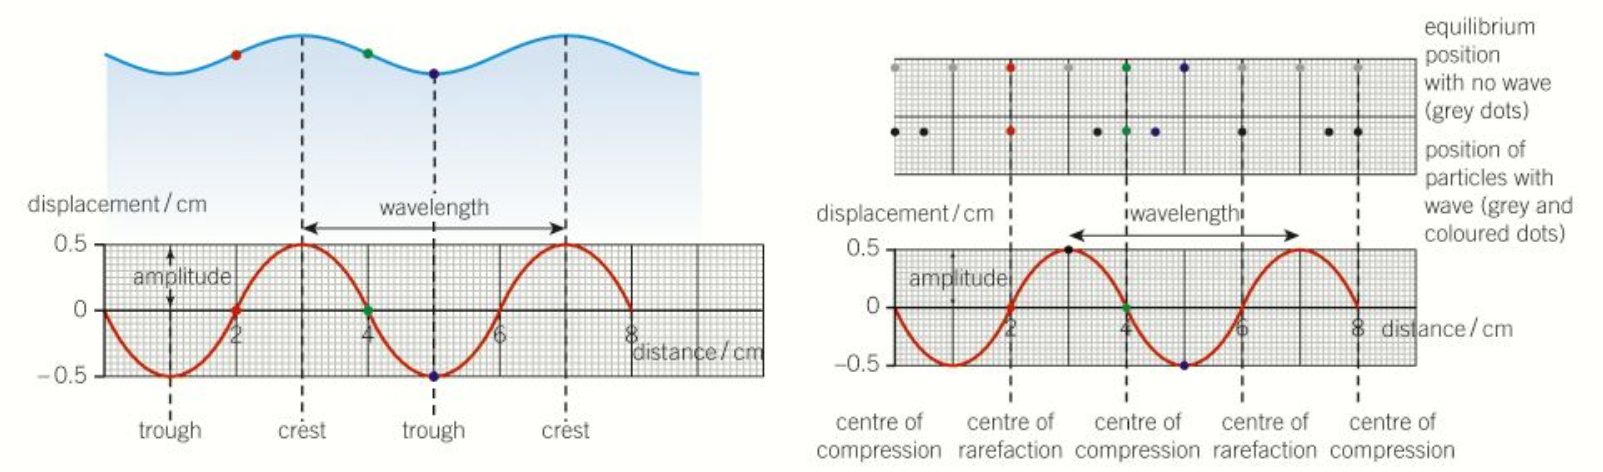 displacement / cm
wavelength
0.5
amplitude
0
2
4
6
8
distance / cm
−0.5
trough
crest
trough
crest
equilibrium
position
with no wave
(grey dots)
position of
particles with
wave (grey and
coloured dots)
displacement / cm
wavelength
0.5
amplitude
0
2
4
6
8
distance / cm
−0.5
centre of
compression
centre of
rarefaction
centre of
compression
centre of
rarefaction
centre of
compression